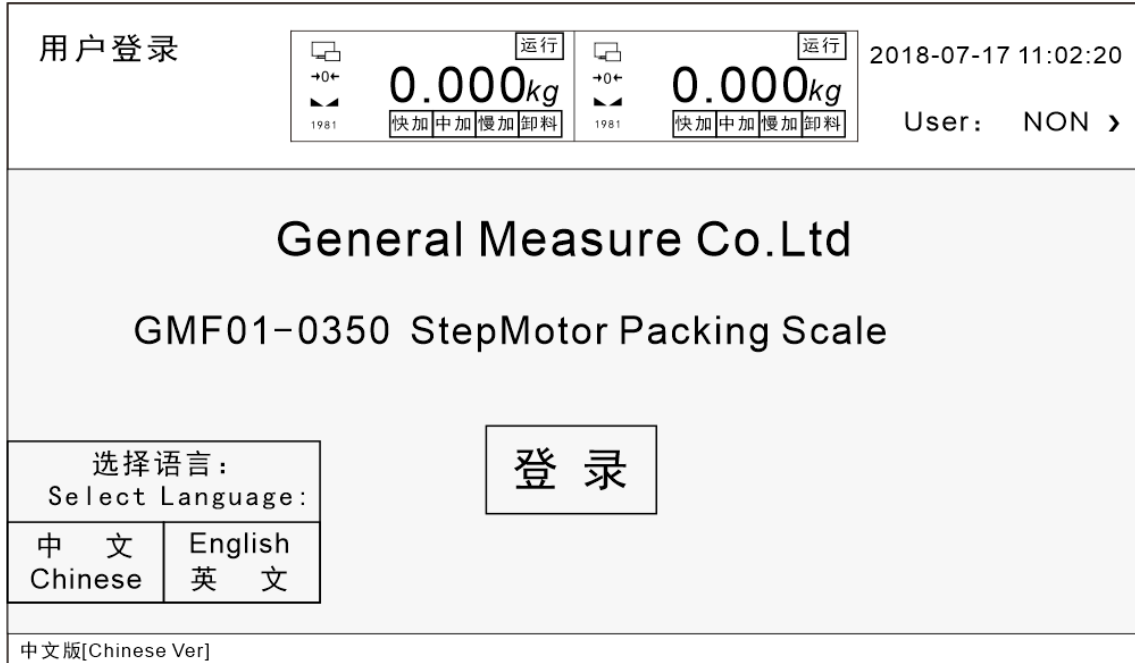 用户登录
运行
→0←
0.000kg
1981
快加 中加 慢加 卸料
运行
→0←
0.000kg
1981
快加 中加 慢加 卸料
2018-07-17 11:02:20
User： NON ❯
General Measure Co.Ltd
GMF01-0350 StepMotor Packing Scale
登 录
选择语言：
Select Language:
中 文
Chinese
English
英 文
中文版[Chinese Ver]